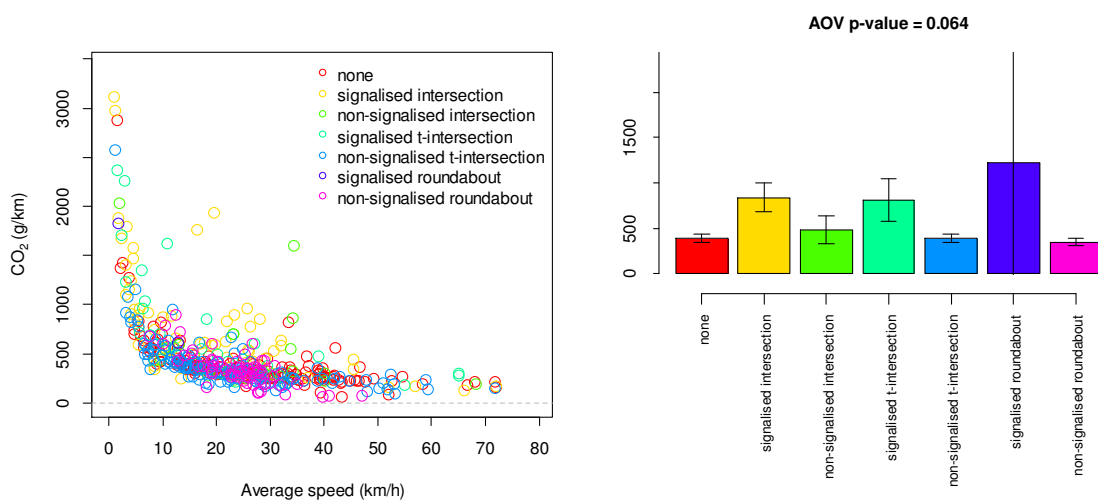 AOV p-value = 0.064
CO2 (g/km)
3000
2000
1000
500
0
none
signalised intersection
non-signalised intersection
signalised t-intersection
non-signalised t-intersection
signalised roundabout
non-signalised roundabout
0 10 20 30 40 50 60 70 80
Average speed (km/h)
1500
500
0
none
signalised intersection
non-signalised intersection
signalised t-intersection
non-signalised t-intersection
signalised roundabout
non-signalised roundabout